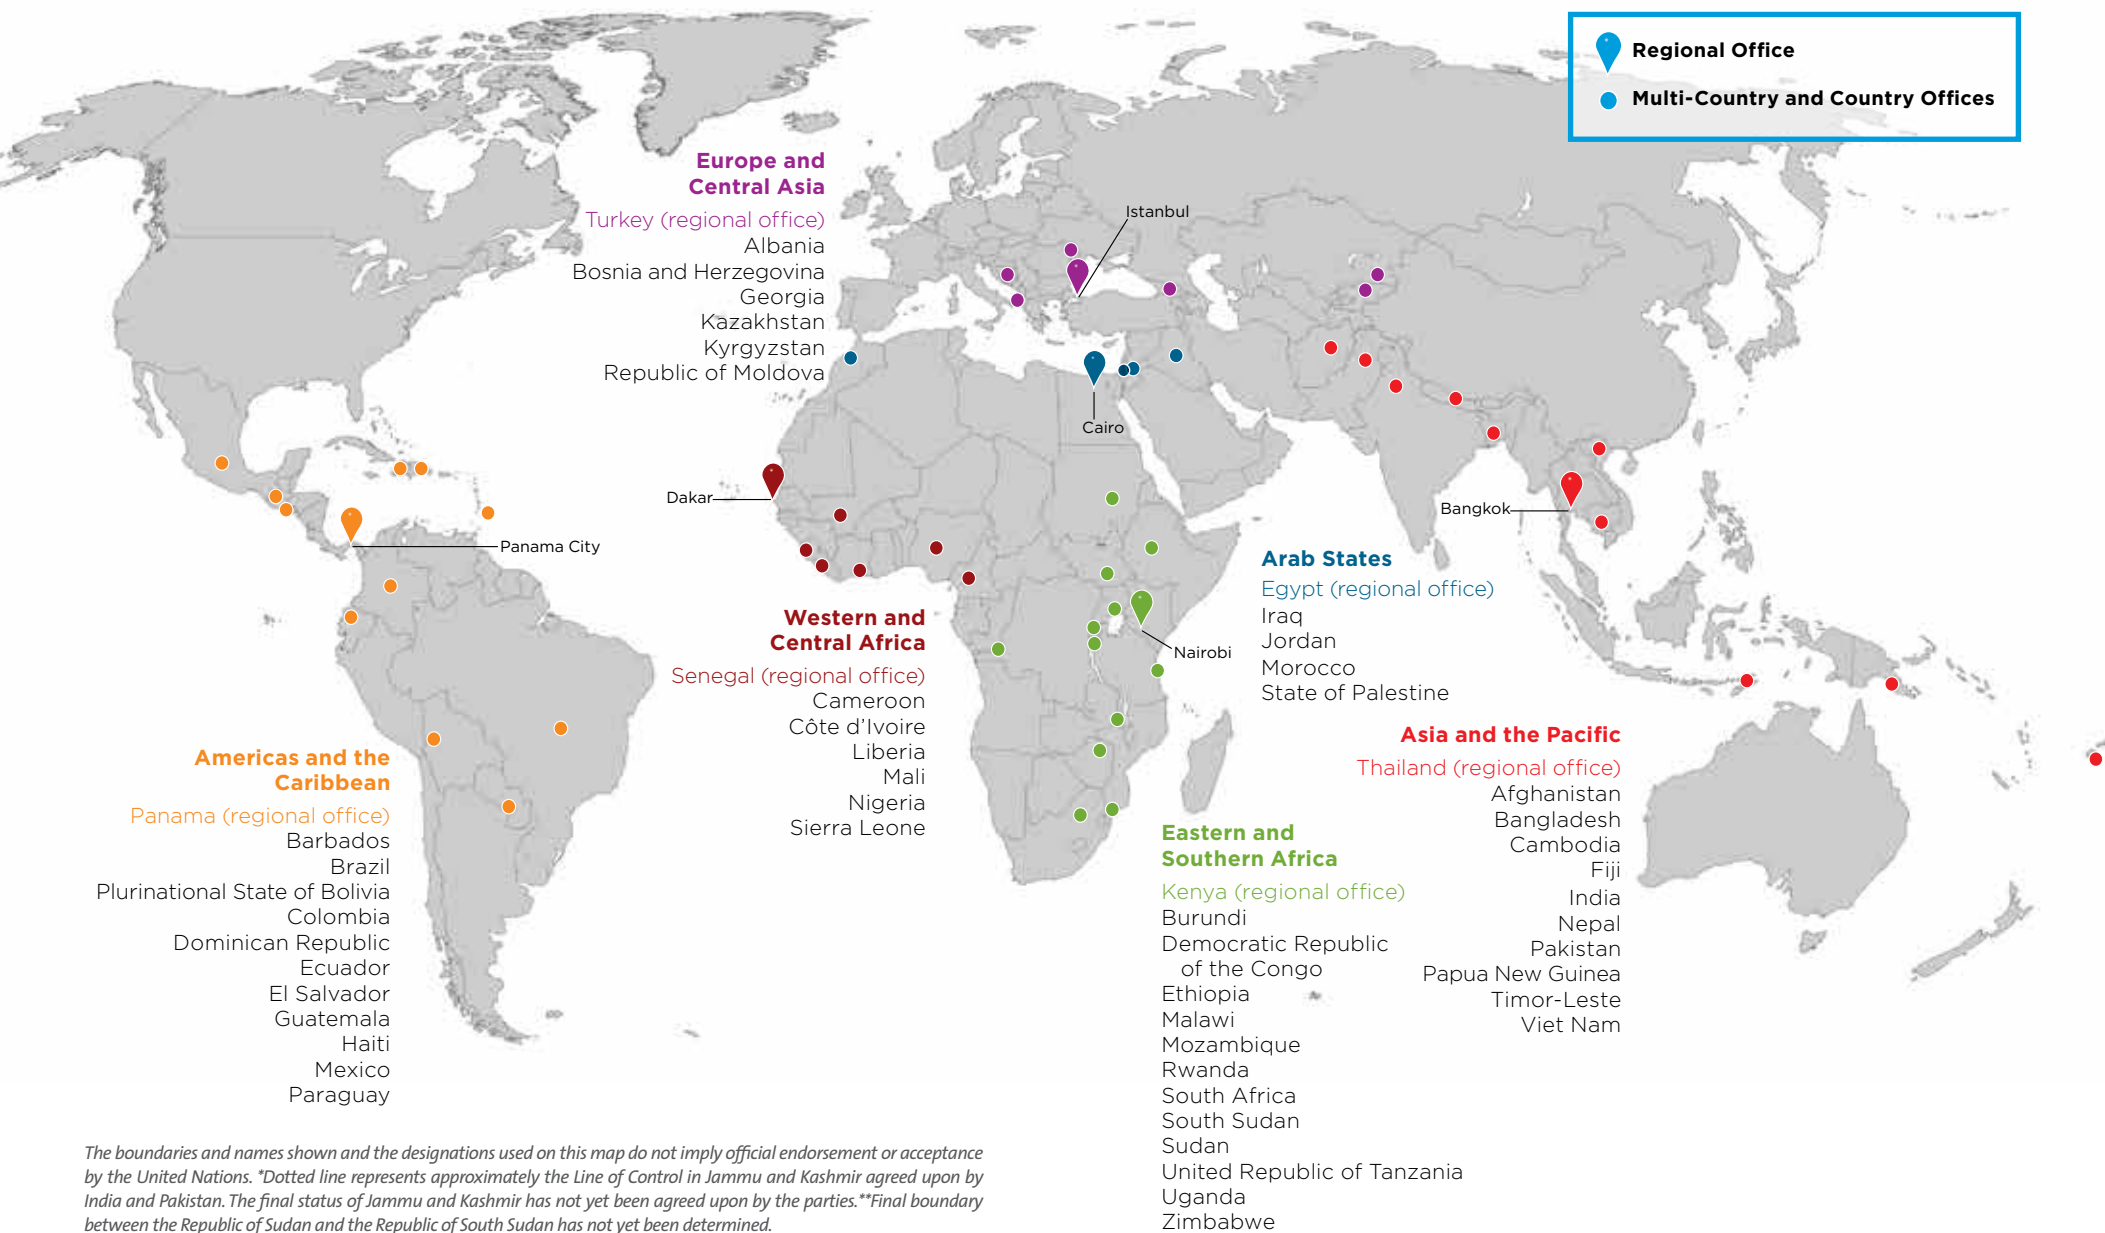 Regional Office
Multi-Country and Country Offices
Europe and
Central Asia
Turkey (regional office)
Albania
Bosnia and Herzegovina
Georgia
Kazakhstan
Kyrgyzstan
Republic of Moldova
Istanbul
Cairo
Dakar
Bangkok
Panama City
Nairobi
Arab States
Egypt (regional office)
Iraq
Jordan
Morocco
State of Palestine
Western and
Central Africa
Senegal (regional office)
Cameroon
Côte d’Ivoire
Liberia
Mali
Nigeria
Sierra Leone
Asia and the Pacific
Thailand (regional office)
Afghanistan
Bangladesh
Cambodia
Fiji
India
Nepal
Pakistan
Papua New Guinea
Timor-Leste
Viet Nam
Americas and the
Caribbean
Panama (regional office)
Barbados
Brazil
Plurinational State of Bolivia
Colombia
Dominican Republic
Ecuador
El Salvador
Guatemala
Haiti
Mexico
Paraguay
Eastern and
Southern Africa
Kenya (regional office)
Burundi
Democratic Republic
of the Congo
Ethiopia
Malawi
Mozambique
Rwanda
South Africa
South Sudan
Sudan
United Republic of Tanzania
Uganda
Zimbabwe
The boundaries and names shown and the designations used on this map do not imply official endorsement or acceptance
by the United Nations. *Dotted line represents approximately the Line of Control in Jammu and Kashmir agreed upon by
India and Pakistan. The final status of Jammu and Kashmir has not yet been agreed upon by the parties.**Final boundary
between the Republic of Sudan and the Republic of South Sudan has not yet been determined.